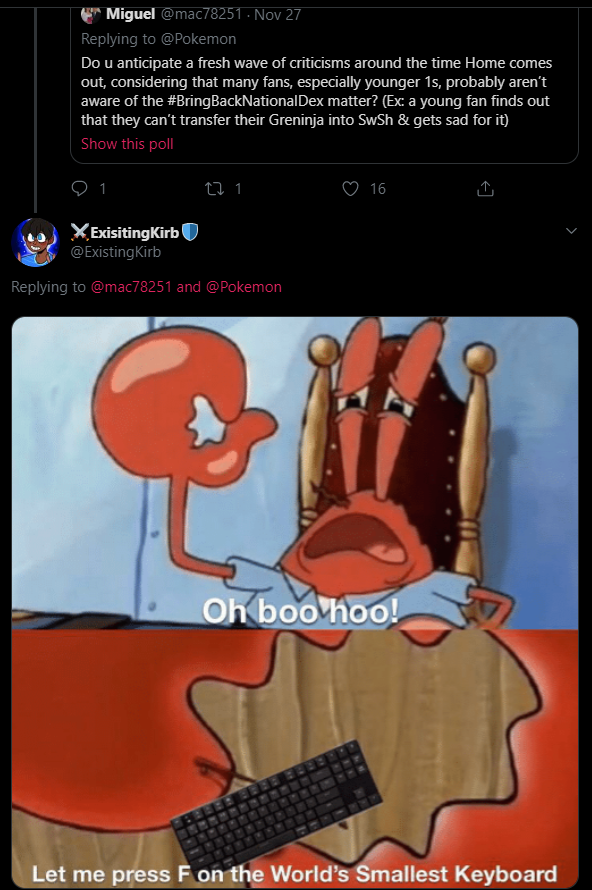 Miguel @mac78251 · Nov 27
Replying to @Pokemon
Do u anticipate a fresh wave of criticisms around the time Home comes
out, considering that many fans, especially younger 1s, probably aren't
aware of the #BringBackNationalDex matter? (Ex: a young fan finds out
that they can't transfer their Greninja into SwSh & gets sad for it)
Show this poll
1 1 16
⚔ExisitingKirb🛡
@ExistingKirb
Replying to @mac78251 and @Pokemon
Oh boo hoo!
Let me press F on the World's Smallest Keyboard